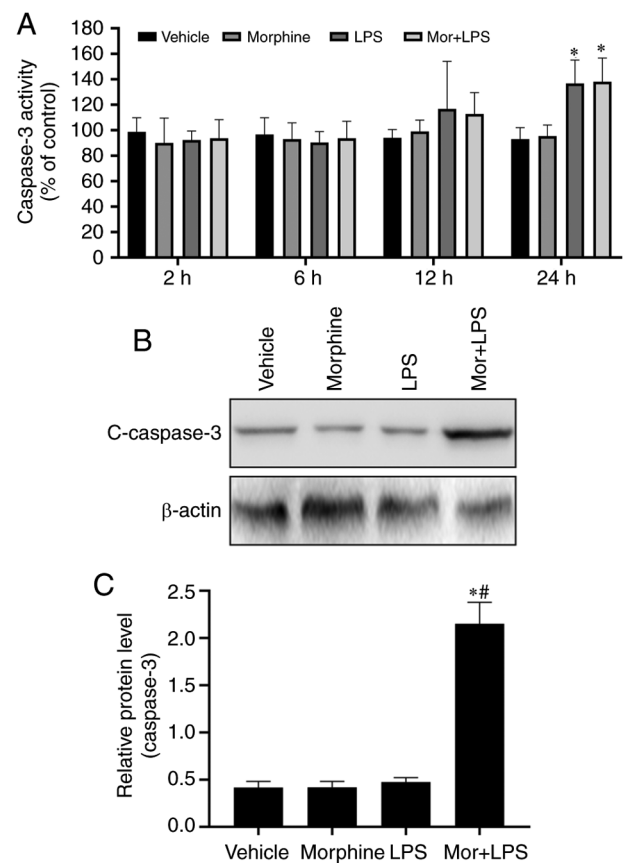 A
Vehicle Morphine LPS Mor+LPS
Caspase-3 activity
(% of control)
180
160
140
120
100
80
60
40
20
0
* *
2 h 6 h 12 h 24 h
B
Vehicle Morphine LPS Mor+LPS
C-caspase-3
β-actin
C
Relative protein level
(caspase-3)
2.5
2.0
1.5
1.0
0.5
0.0
*#
Vehicle Morphine LPS Mor+LPS